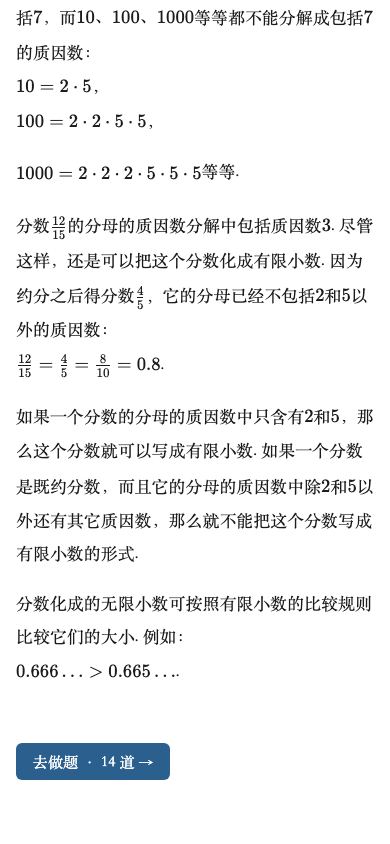 括7，而10、100、1000等等都不能分解成包括7
的质因数：
10 = 2 · 5，
100 = 2 · 2 · 5 · 5，
1000 = 2 · 2 · 2 · 5 · 5 · 5等等.
分数12/15的分母的质因数分解中包括质因数3. 尽管
这样，还是可以把这个分数化成有限小数. 因为
约分之后得分数4/5，它的分母已经不包括2和5以
外的质因数：
12/15 = 4/5 = 8/10 = 0.8.
如果一个分数的分母的质因数中只含有2和5，那
么这个分数就可以写成有限小数. 如果一个分数
是既约分数，而且它的分母的质因数中除2和5以
外还有其它质因数，那么就不能把这个分数写成
有限小数的形式.
分数化成的无限小数可按照有限小数的比较规则
比较它们的大小. 例如：
0.666 . . . > 0.665 . . ..
去做题 · 14 道 →